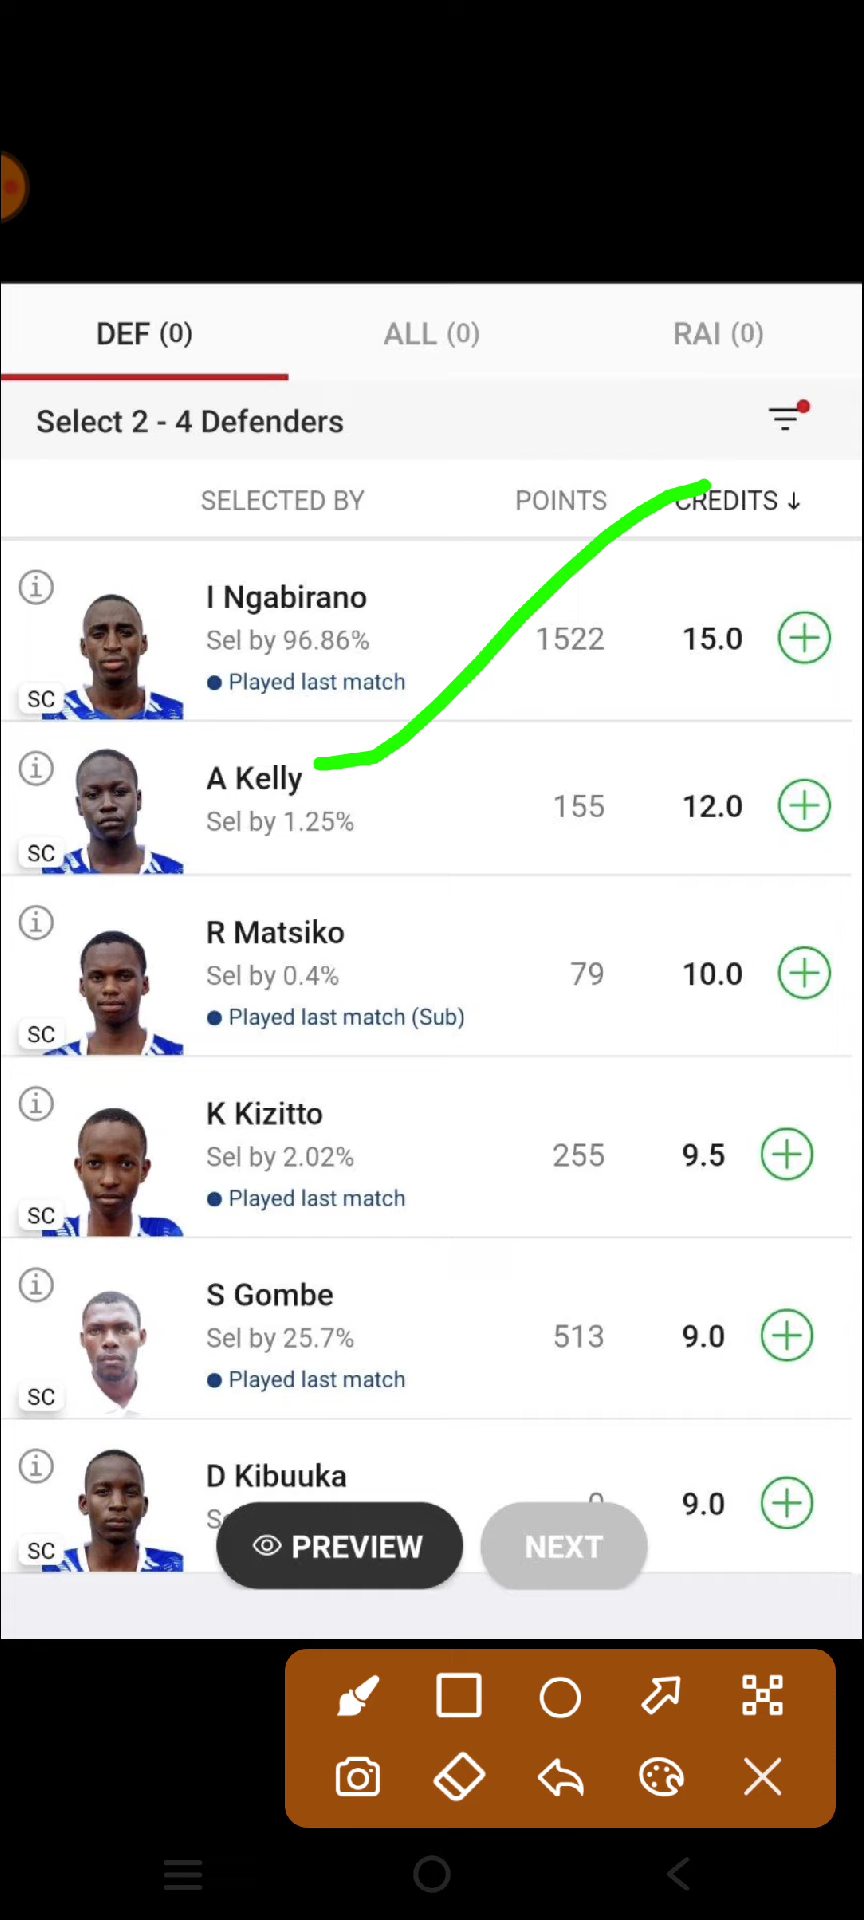 DEF (0) ALL (0) RAI (0)
Select 2 - 4 Defenders
SELECTED BY POINTS CREDITS ↓
I Ngabirano
Sel by 96.86% 1522 15.0
Played last match
SC
A Kelly
Sel by 1.25% 155 12.0
SC
R Matsiko
Sel by 0.4% 79 10.0
Played last match (Sub)
SC
K Kizitto
Sel by 2.02% 255 9.5
Played last match
SC
S Gombe
Sel by 25.7% 513 9.0
Played last match
SC
D Kibuuka
9.0
SC
PREVIEW NEXT